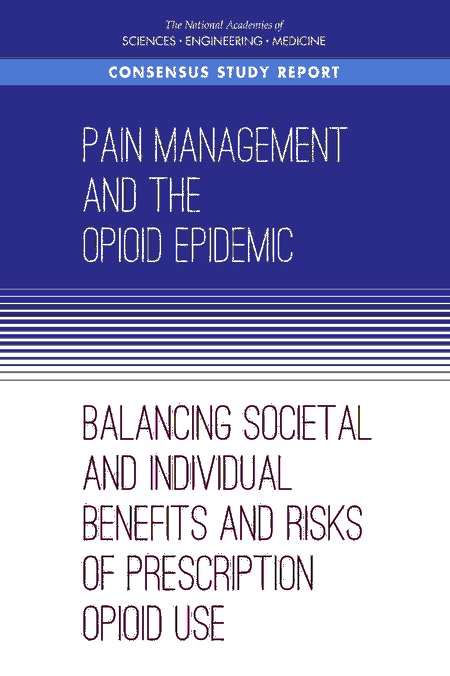 The National Academies of
SCIENCES • ENGINEERING • MEDICINE
CONSENSUS STUDY REPORT
PAIN MANAGEMENT
AND THE
OPIOID EPIDEMIC
BALANCING SOCIETAL
AND INDIVIDUAL
BENEFITS AND RISKS
OF PRESCRIPTION
OPIOID USE